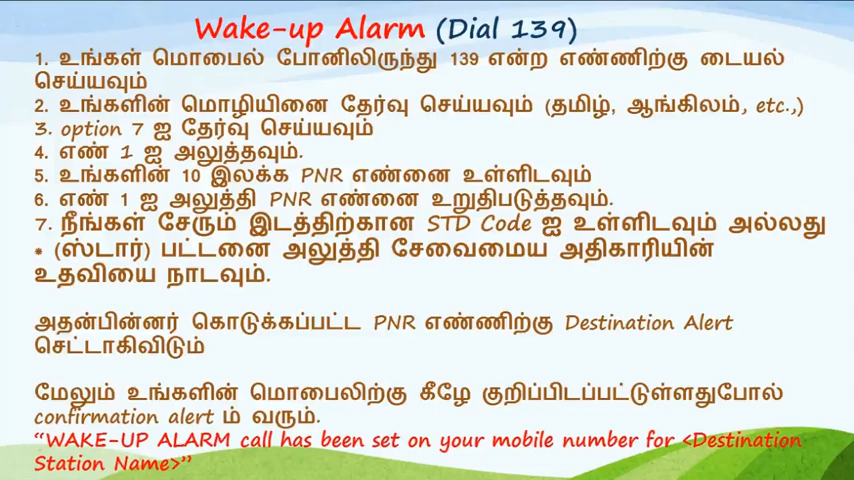 Wake-up Alarm (Dial 139)
1. உங்கள் மொபைல் போனிலிருந்து 139 என்ற எண்ணிற்கு டையல்
செய்யவும்
2. உங்களின் மொழியினை தேர்வு செய்யவும் (தமிழ், ஆங்கிலம், etc.,)
3. option 7 ஐ தேர்வு செய்யவும்
4. எண் 1 ஐ அலுத்தவும்.
5. உங்களின் 10 இலக்க PNR எண்னை உள்ளிடவும்
6. எண் 1 ஐ அலுத்தி PNR எண்னை உறுதிபடுத்தவும்.
7. நீங்கள் சேரும் இடத்திற்கான STD Code ஐ உள்ளிடவும் அல்லது
* (ஸ்டார்) பட்டனை அலுத்தி சேவைமைய அதிகாரியின்
உதவியை நாடவும்.
அதன்பின்னர் கொடுக்கப்பட்ட PNR எண்ணிற்கு Destination Alert
செட்டாகிவிடும்
மேலும் உங்களின் மொபைலிற்கு கீழே குறிப்பிடப்பட்டுள்ளதுபோல்
confirmation alert ம் வரும்.
“WAKE-UP ALARM call has been set on your mobile number for <Destination
Station Name>”